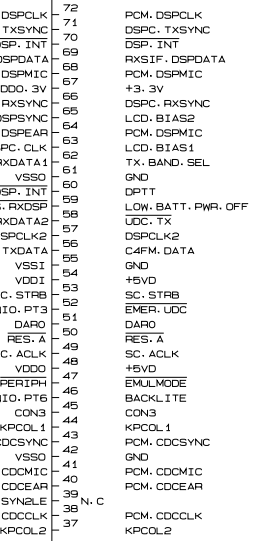 DSPCLK 72 PCM.DSPCLK
TXSYNC 71 DSPC.TXSYNC
SP.INT 70 DSP.INT
SPDATA 69 RXSIF.DSPDATA
DSPMIC 68 PCM.DSPMIC
DDO.3V 67 +3.3V
RXSYNC 66 DSPC.RXSYNC
DSPSYNC 65 LCD.BIAS2
DSPEAR 64 PCM.DSPMIC
PC.CLK 63 LCD.BIAS1
RXDATA1 62 TX.BAND.SEL
VSSO 61 GND
SP.INT 60 DPTT
.RXDSP 59 LOW.BATT.PWR.OFF
RXDATA2 58 UDC.TX
SPCLK2 57 DSPCLK2
TXDATA 56 C4FM.DATA
VSSI 55 GND
VDDI 54 +5VD
C.STRB 53 SC.STRB
IO.PT3 52 EMER.UDC
DARO 51 DARO
RES.A 50 RES.A
C.ACLK 49 SC.ACLK
VDDO 48 +5VD
PERIPH 47 EMULMODE
IO.PT6 46 BACKLITE
CON3 45 CON3
KPCOL1 44 KPCOL1
CDCSYNC 43 PCM.CDCSYNC
VSSO 42 GND
CDCMIC 41 PCM.CDCMIC
CDCEAR 40 PCM.CDCEAR
SYN2LE 39 N.C
CDCCLK 38 PCM.CDCCLK
KPCOL2 37 KPCOL2